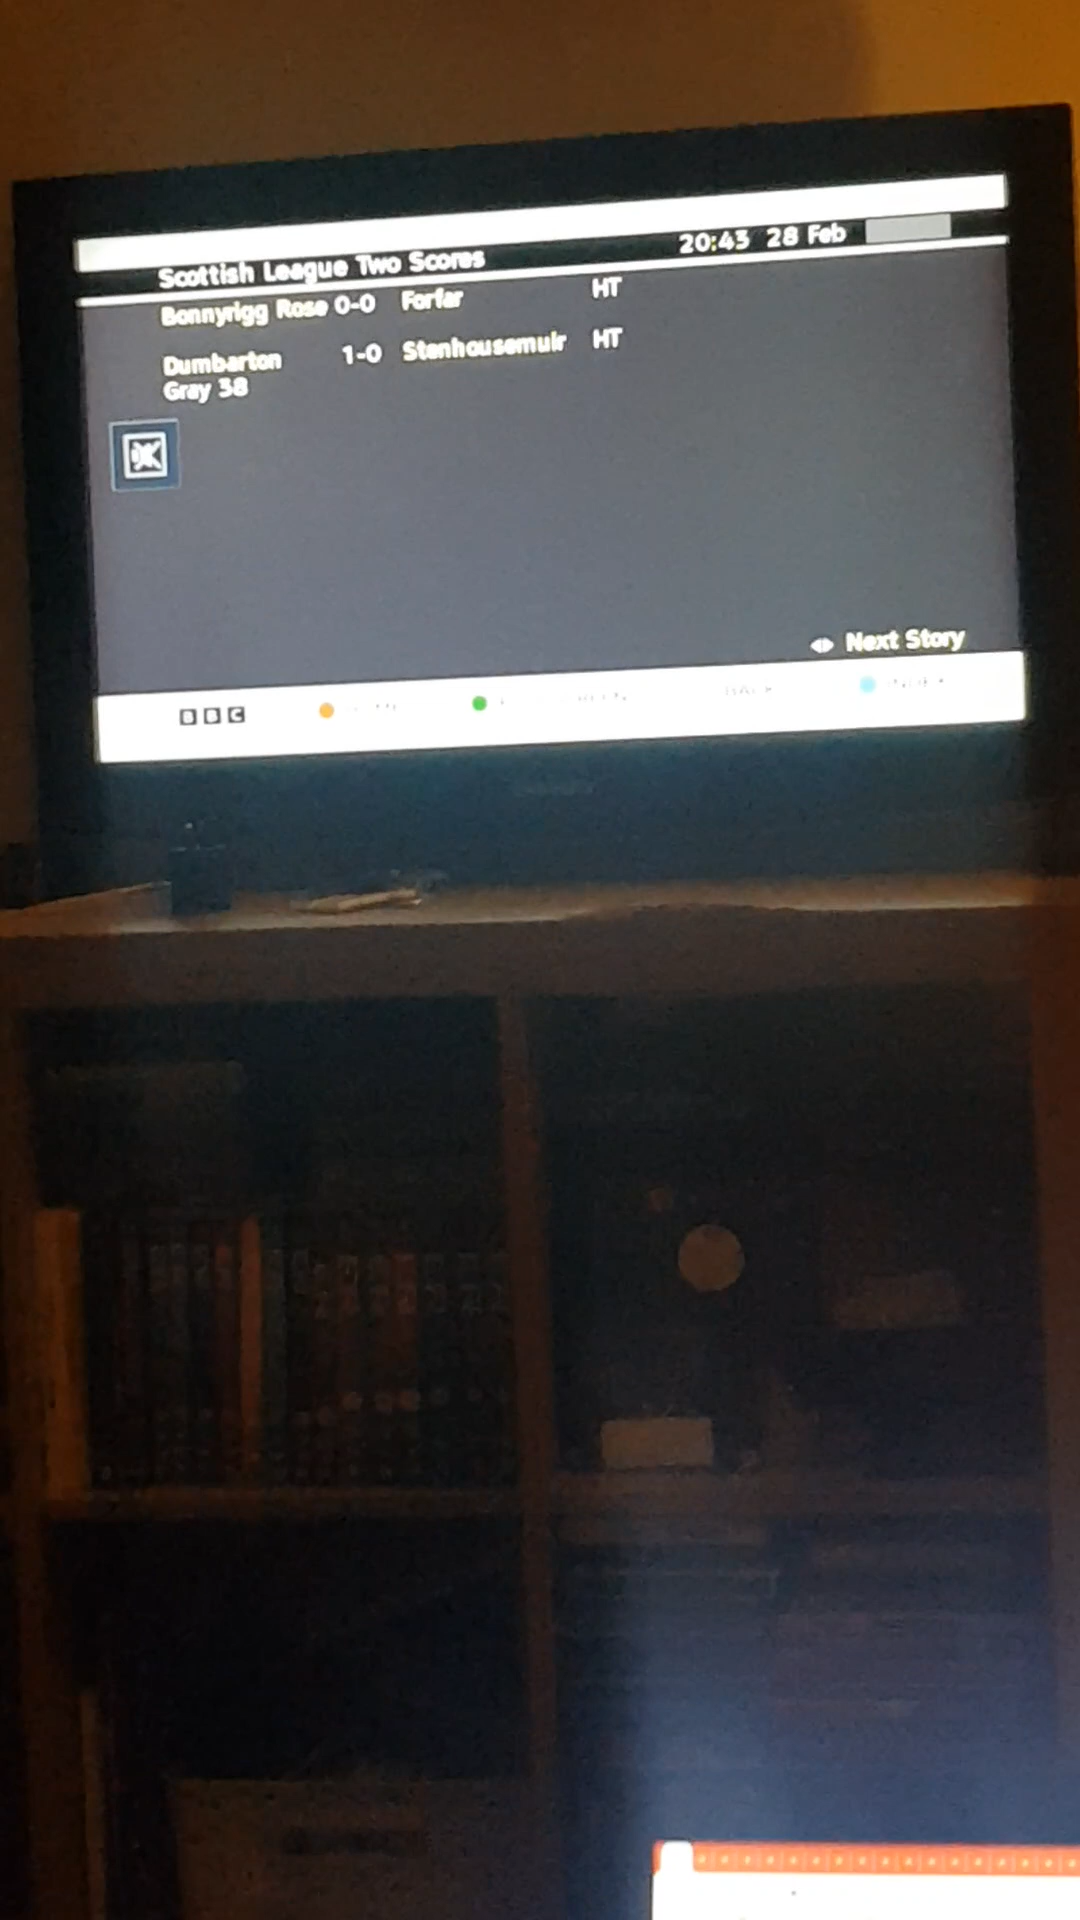 Scottish League Two Scores 20:43 28 Feb
Bonnyrigg Rose 0-0 Forfar HT
Dumbarton 1-0 Stenhousemuir HT
Gray 38
Next Story
BBC BACK